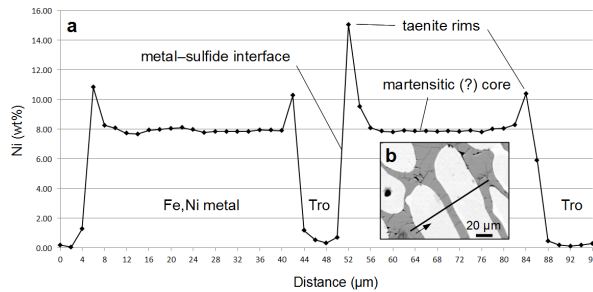 16.00
14.00
12.00
10.00
8.00
6.00
4.00
2.00
0.00
Ni (wt%)
a
taenite rims
metal–sulfide interface
martensitic (?) core
b
20 µm
Fe,Ni metal
Tro
Tro
0 4 8 12 16 20 24 28 32 36 40 44 48 52 56 60 64 68 72 76 80 84 88 92 96
Distance (µm)